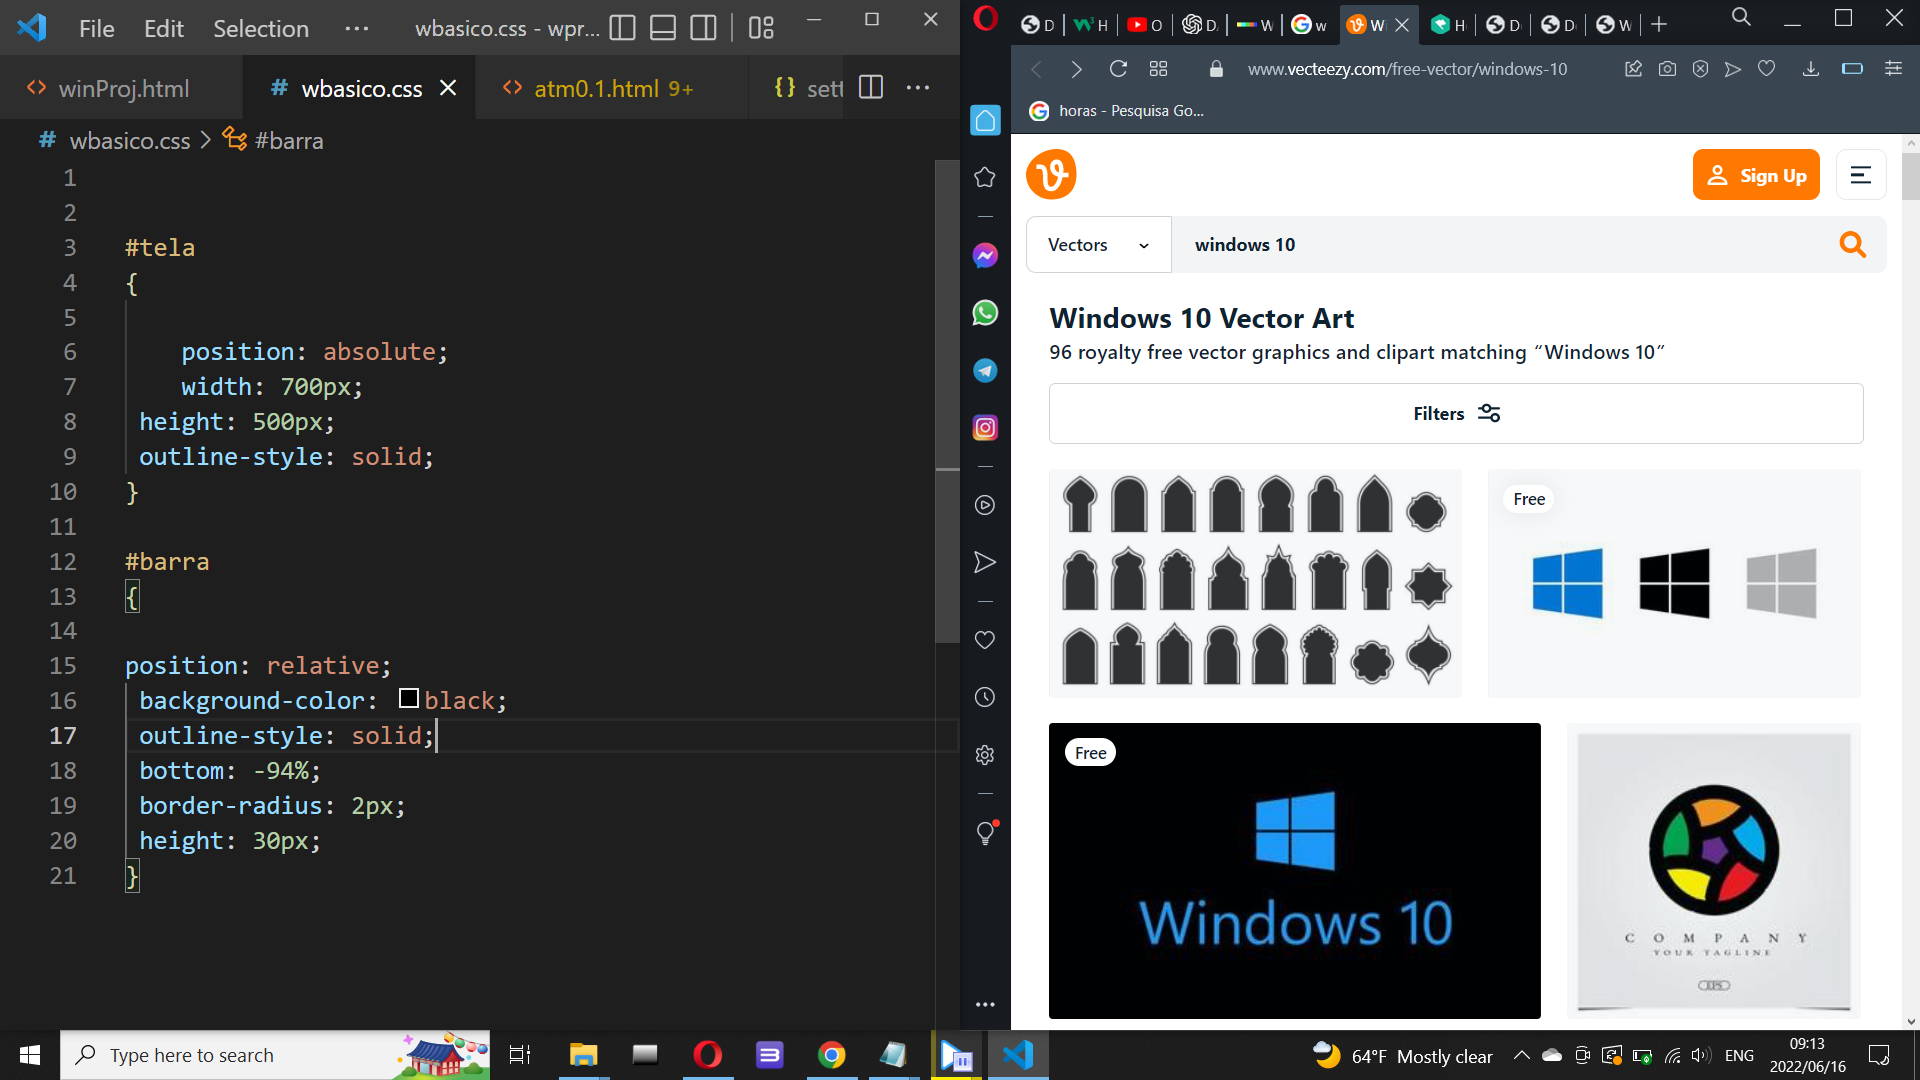 File Edit Selection ··· wbasico.css - wpr...
winProj.html
wbasico.css
atm0.1.html 9+
{} sett
# wbasico.css > #barra
1
2
3 #tela
4 {
5
6 position: absolute;
7 width: 700px;
8 height: 500px;
9 outline-style: solid;
10 }
11
12 #barra
13 {
14
15 position: relative;
16 background-color: black;
17 outline-style: solid;
18 bottom: -94%;
19 border-radius: 2px;
20 height: 30px;
21 }
D H O D W w W H D D W
www.vecteezy.com/free-vector/windows-10
horas - Pesquisa Go...
Sign Up
Vectors
windows 10
Windows 10 Vector Art
96 royalty free vector graphics and clipart matching “Windows 10”
Filters
Free
Free
Windows 10
COMPANY
YOUR TAGLINE
Type here to search
64°F Mostly clear
ENG
09:13
2022/06/16